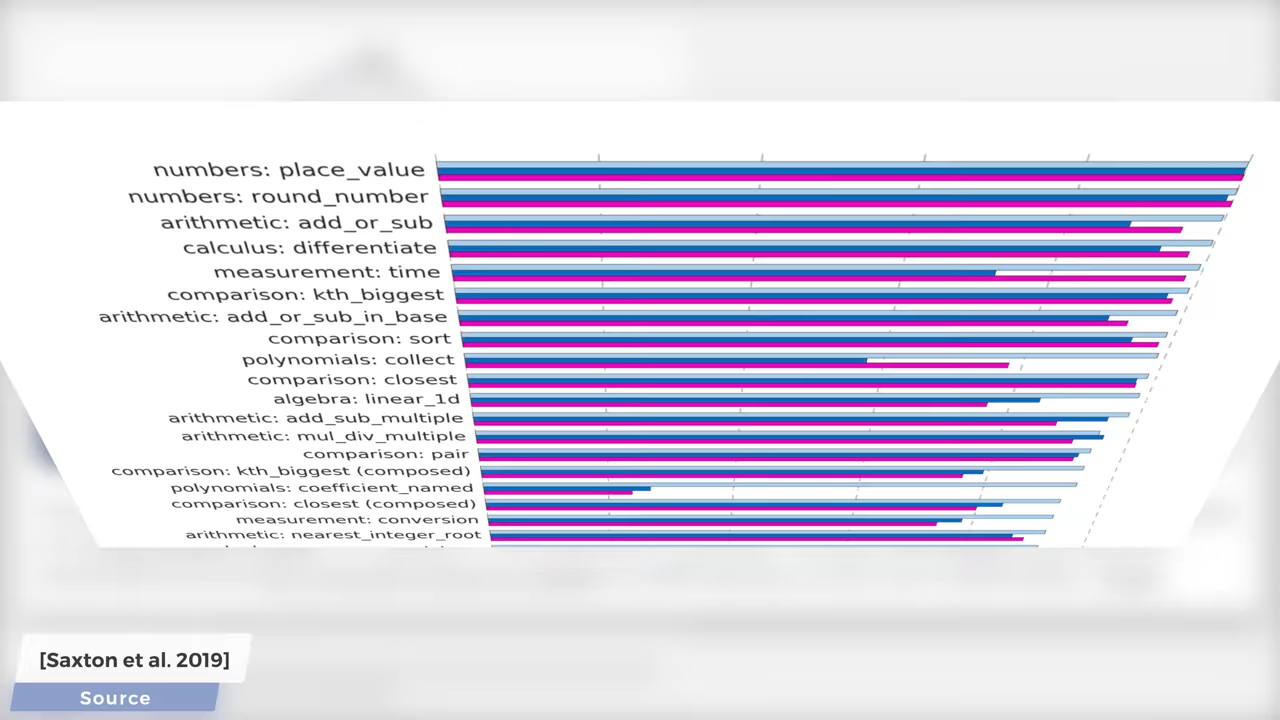 numbers: place_value
numbers: round_number
arithmetic: add_or_sub
calculus: differentiate
measurement: time
comparison: kth_biggest
arithmetic: add_or_sub_in_base
comparison: sort
polynomials: collect
comparison: closest
algebra: linear_1d
arithmetic: add_sub_multiple
arithmetic: mul_div_multiple
comparison: pair
comparison: kth_biggest (composed)
polynomials: coefficient_named
comparison: closest (composed)
measurement: conversion
arithmetic: nearest_integer_root
[Saxton et al. 2019]
Source